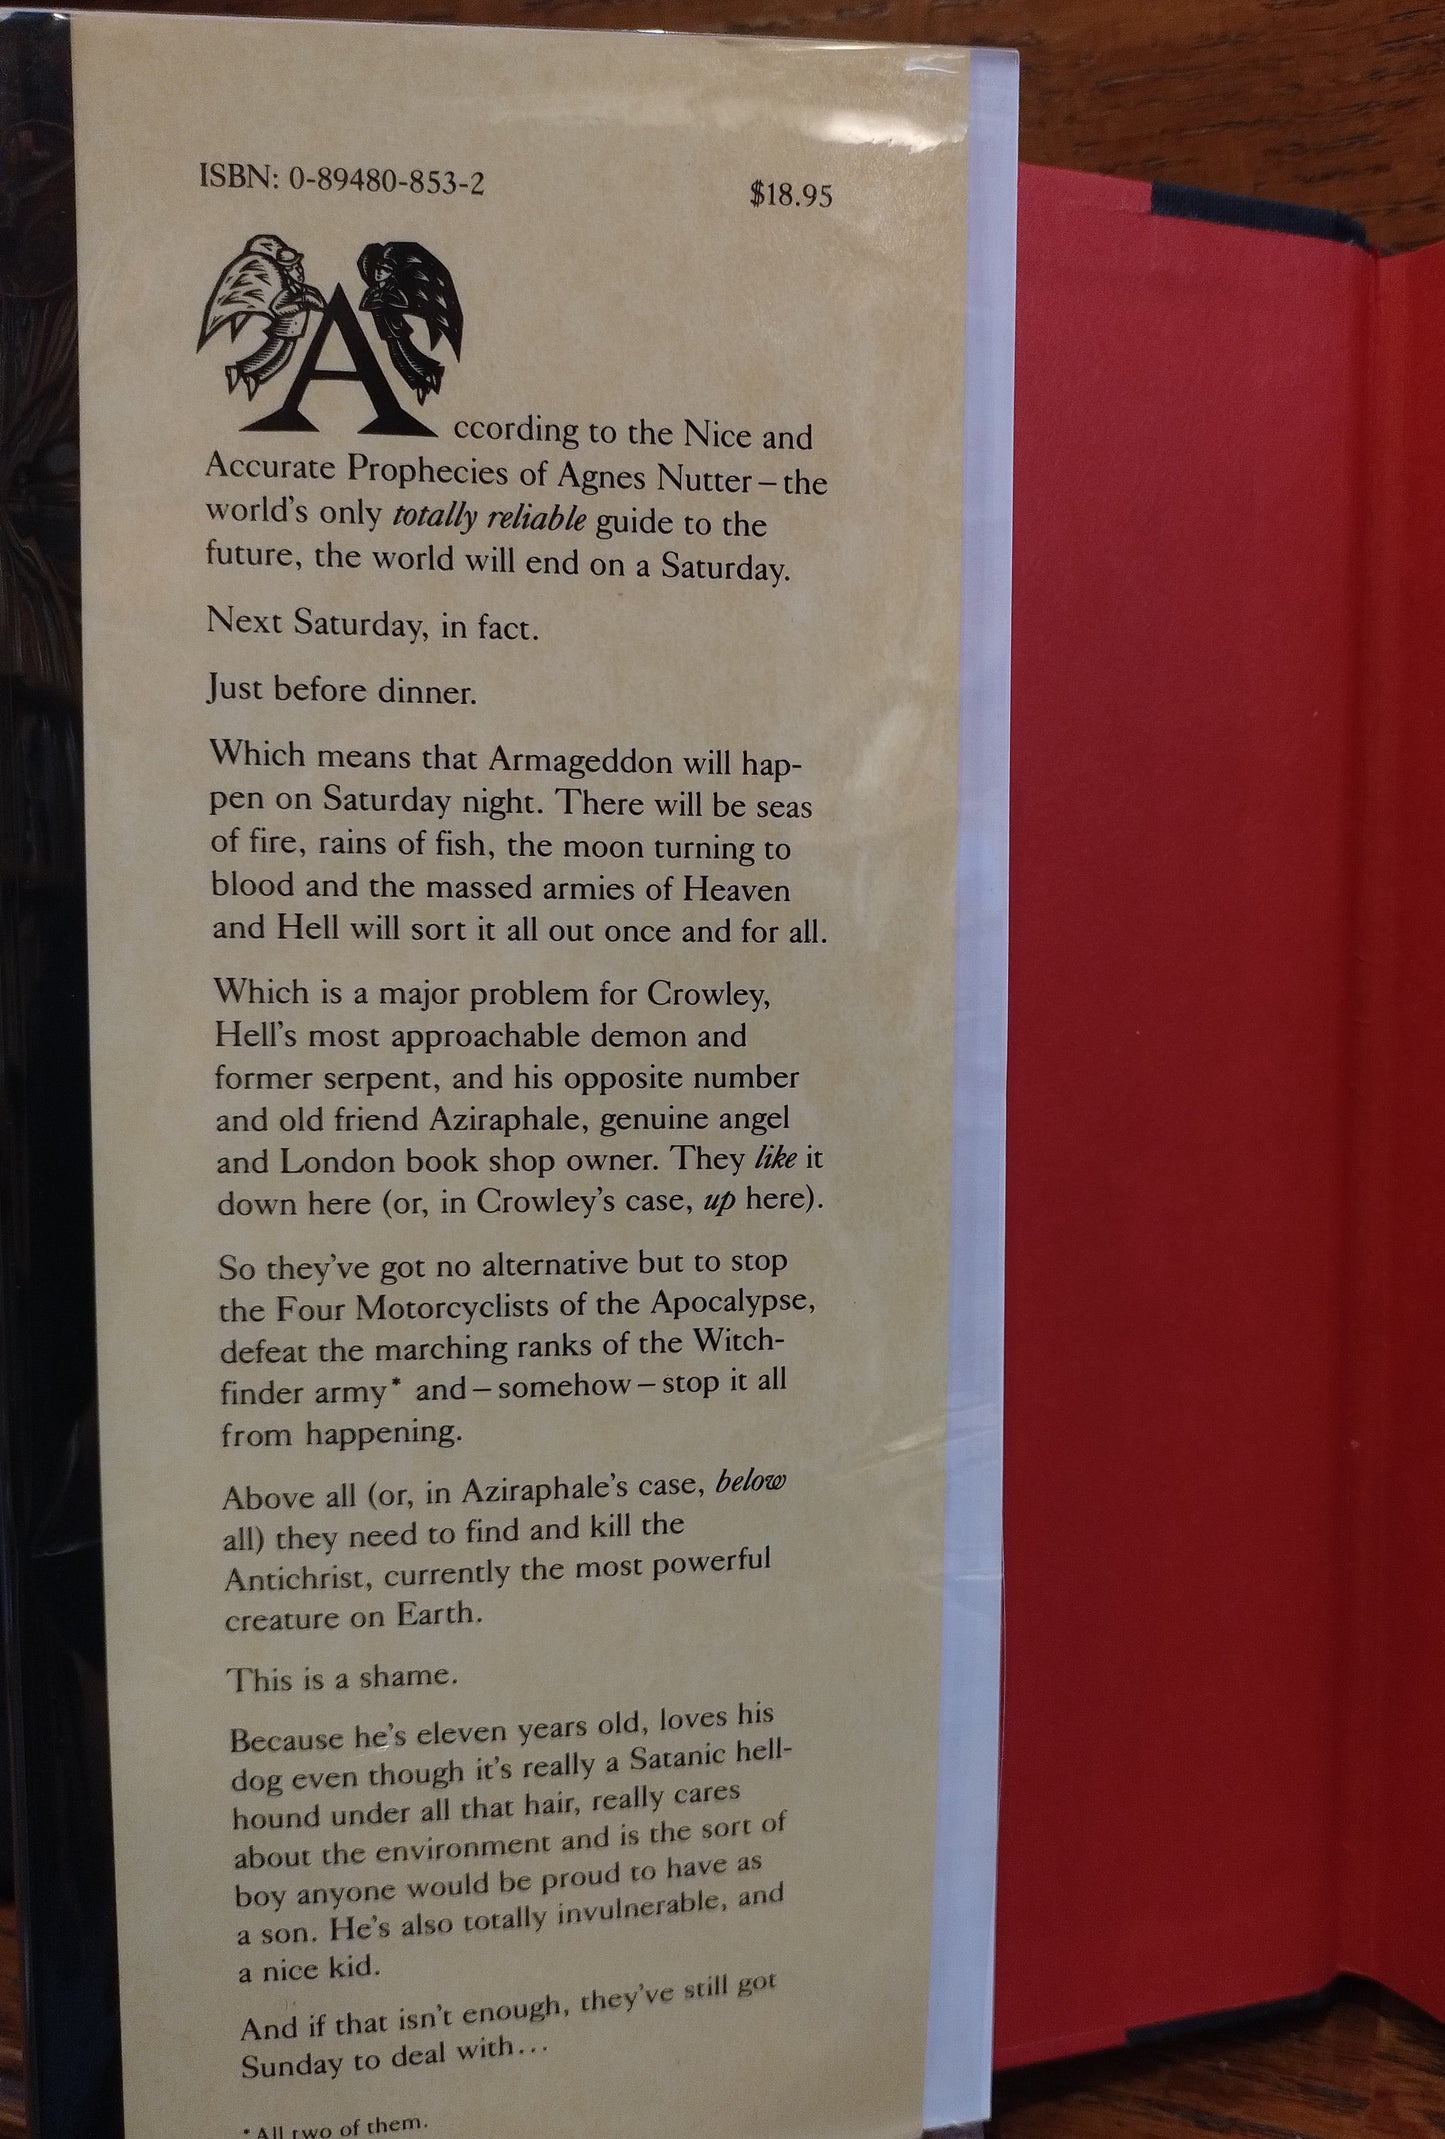 ISBN: 0-89480-853-2
$18.95
According to the Nice and
Accurate Prophecies of Agnes Nutter – the
world's only totally reliable guide to the
future, the world will end on a Saturday.
Next Saturday, in fact.
Just before dinner.
Which means that Armageddon will hap-
pen on Saturday night. There will be seas
of fire, rains of fish, the moon turning to
blood and the massed armies of Heaven
and Hell will sort it all out once and for all.
Which is a major problem for Crowley,
Hell's most approachable demon and
former serpent, and his opposite number
and old friend Aziraphale, genuine angel
and London book shop owner. They like it
down here (or, in Crowley's case, up here).
So they've got no alternative but to stop
the Four Motorcyclists of the Apocalypse,
defeat the marching ranks of the Witch-
finder army* and – somehow – stop it all
from happening.
Above all (or, in Aziraphale's case, below
all) they need to find and kill the
Antichrist, currently the most powerful
creature on Earth.
This is a shame.
Because he's eleven years old, loves his
dog even though it's really a Satanic hell-
hound under all that hair, really cares
about the environment and is the sort of
boy anyone would be proud to have as
a son. He's also totally invulnerable, and
a nice kid.
And if that isn't enough, they've still got
Sunday to deal with...
*All two of them.